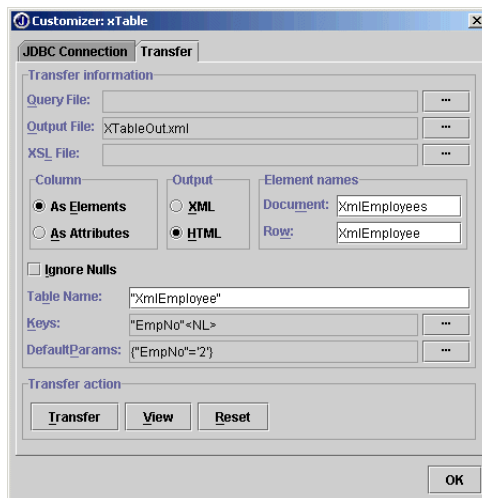 Customizer: xTable
JDBC Connection Transfer
Transfer information
Query File: ...
Output File: XTableOut.xml ...
XSL File: ...
Column Output Element names
As Elements XML Document: XmlEmployees
As Attributes HTML Row: XmlEmployee
Ignore Nulls
Table Name: "XmlEmployee"
Keys: "EmpNo"<NL> ...
DefaultParams: {"EmpNo"='2'} ...
Transfer action
Transfer View Reset
OK